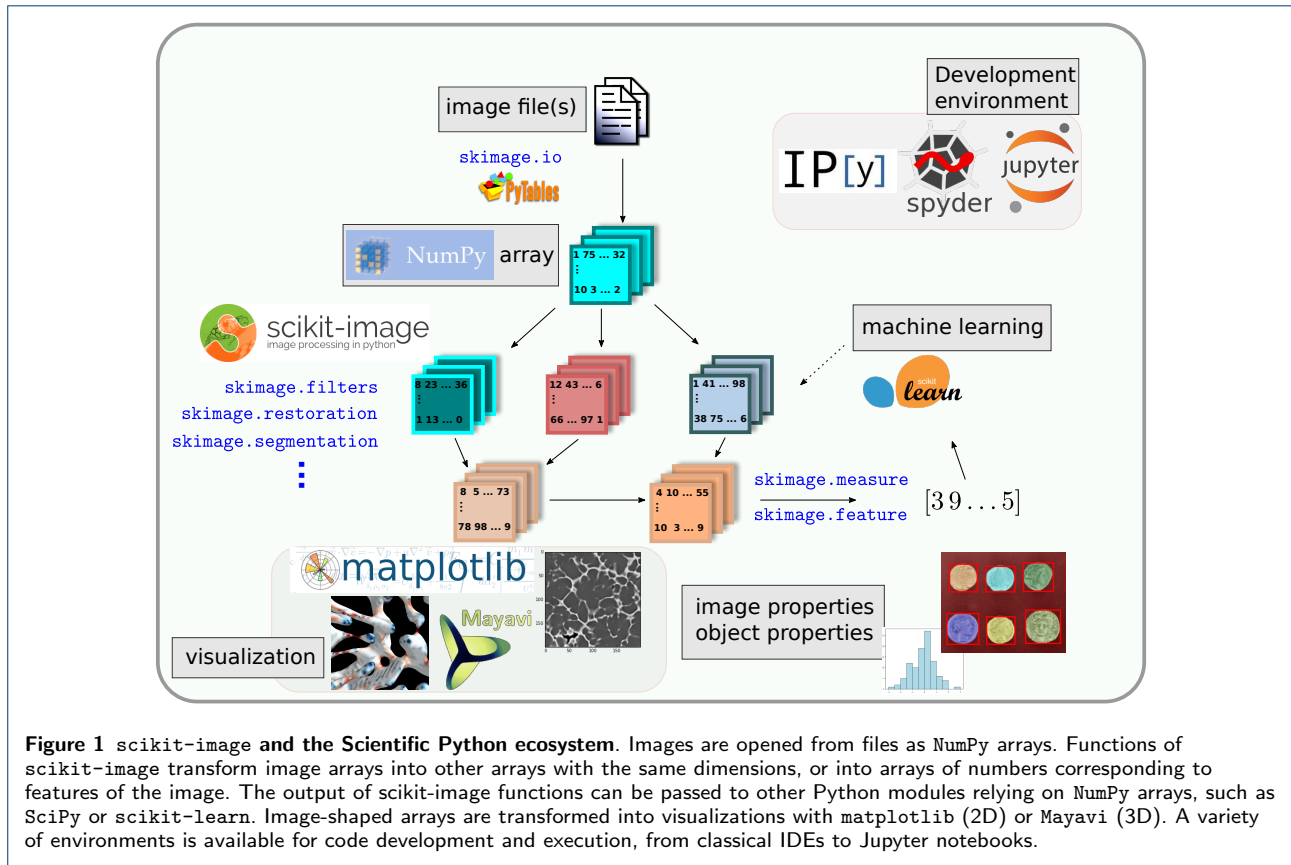 image file(s)
Development
environment
skimage.io
PyTables
IP[y]
spyder
jupyter
NumPy array
1 75 ... 32
⋮
10 3 ... 2
scikit-image
image processing in python
machine learning
scikit
learn
skimage.filters
skimage.restoration
skimage.segmentation
⋮
8 23 ... 36
⋮
1 13 ... 0
12 43 ... 6
⋮
66 ... 97 1
1 41 ... 98
⋮
38 75 ... 6
8 5 ... 73
⋮
78 98 ... 9
4 10 ... 55
⋮
10 3 ... 9
skimage.measure
skimage.feature
[3 9 ... 5]
matplotlib
Mayavi
0
50
100
150
0 50 100 150
visualization
image properties
object properties
Figure 1 scikit-image and the Scientific Python ecosystem. Images are opened from files as NumPy arrays. Functions of
scikit-image transform image arrays into other arrays with the same dimensions, or into arrays of numbers corresponding to
features of the image. The output of scikit-image functions can be passed to other Python modules relying on NumPy arrays, such as
SciPy or scikit-learn. Image-shaped arrays are transformed into visualizations with matplotlib (2D) or Mayavi (3D). A variety
of environments is available for code development and execution, from classical IDEs to Jupyter notebooks.